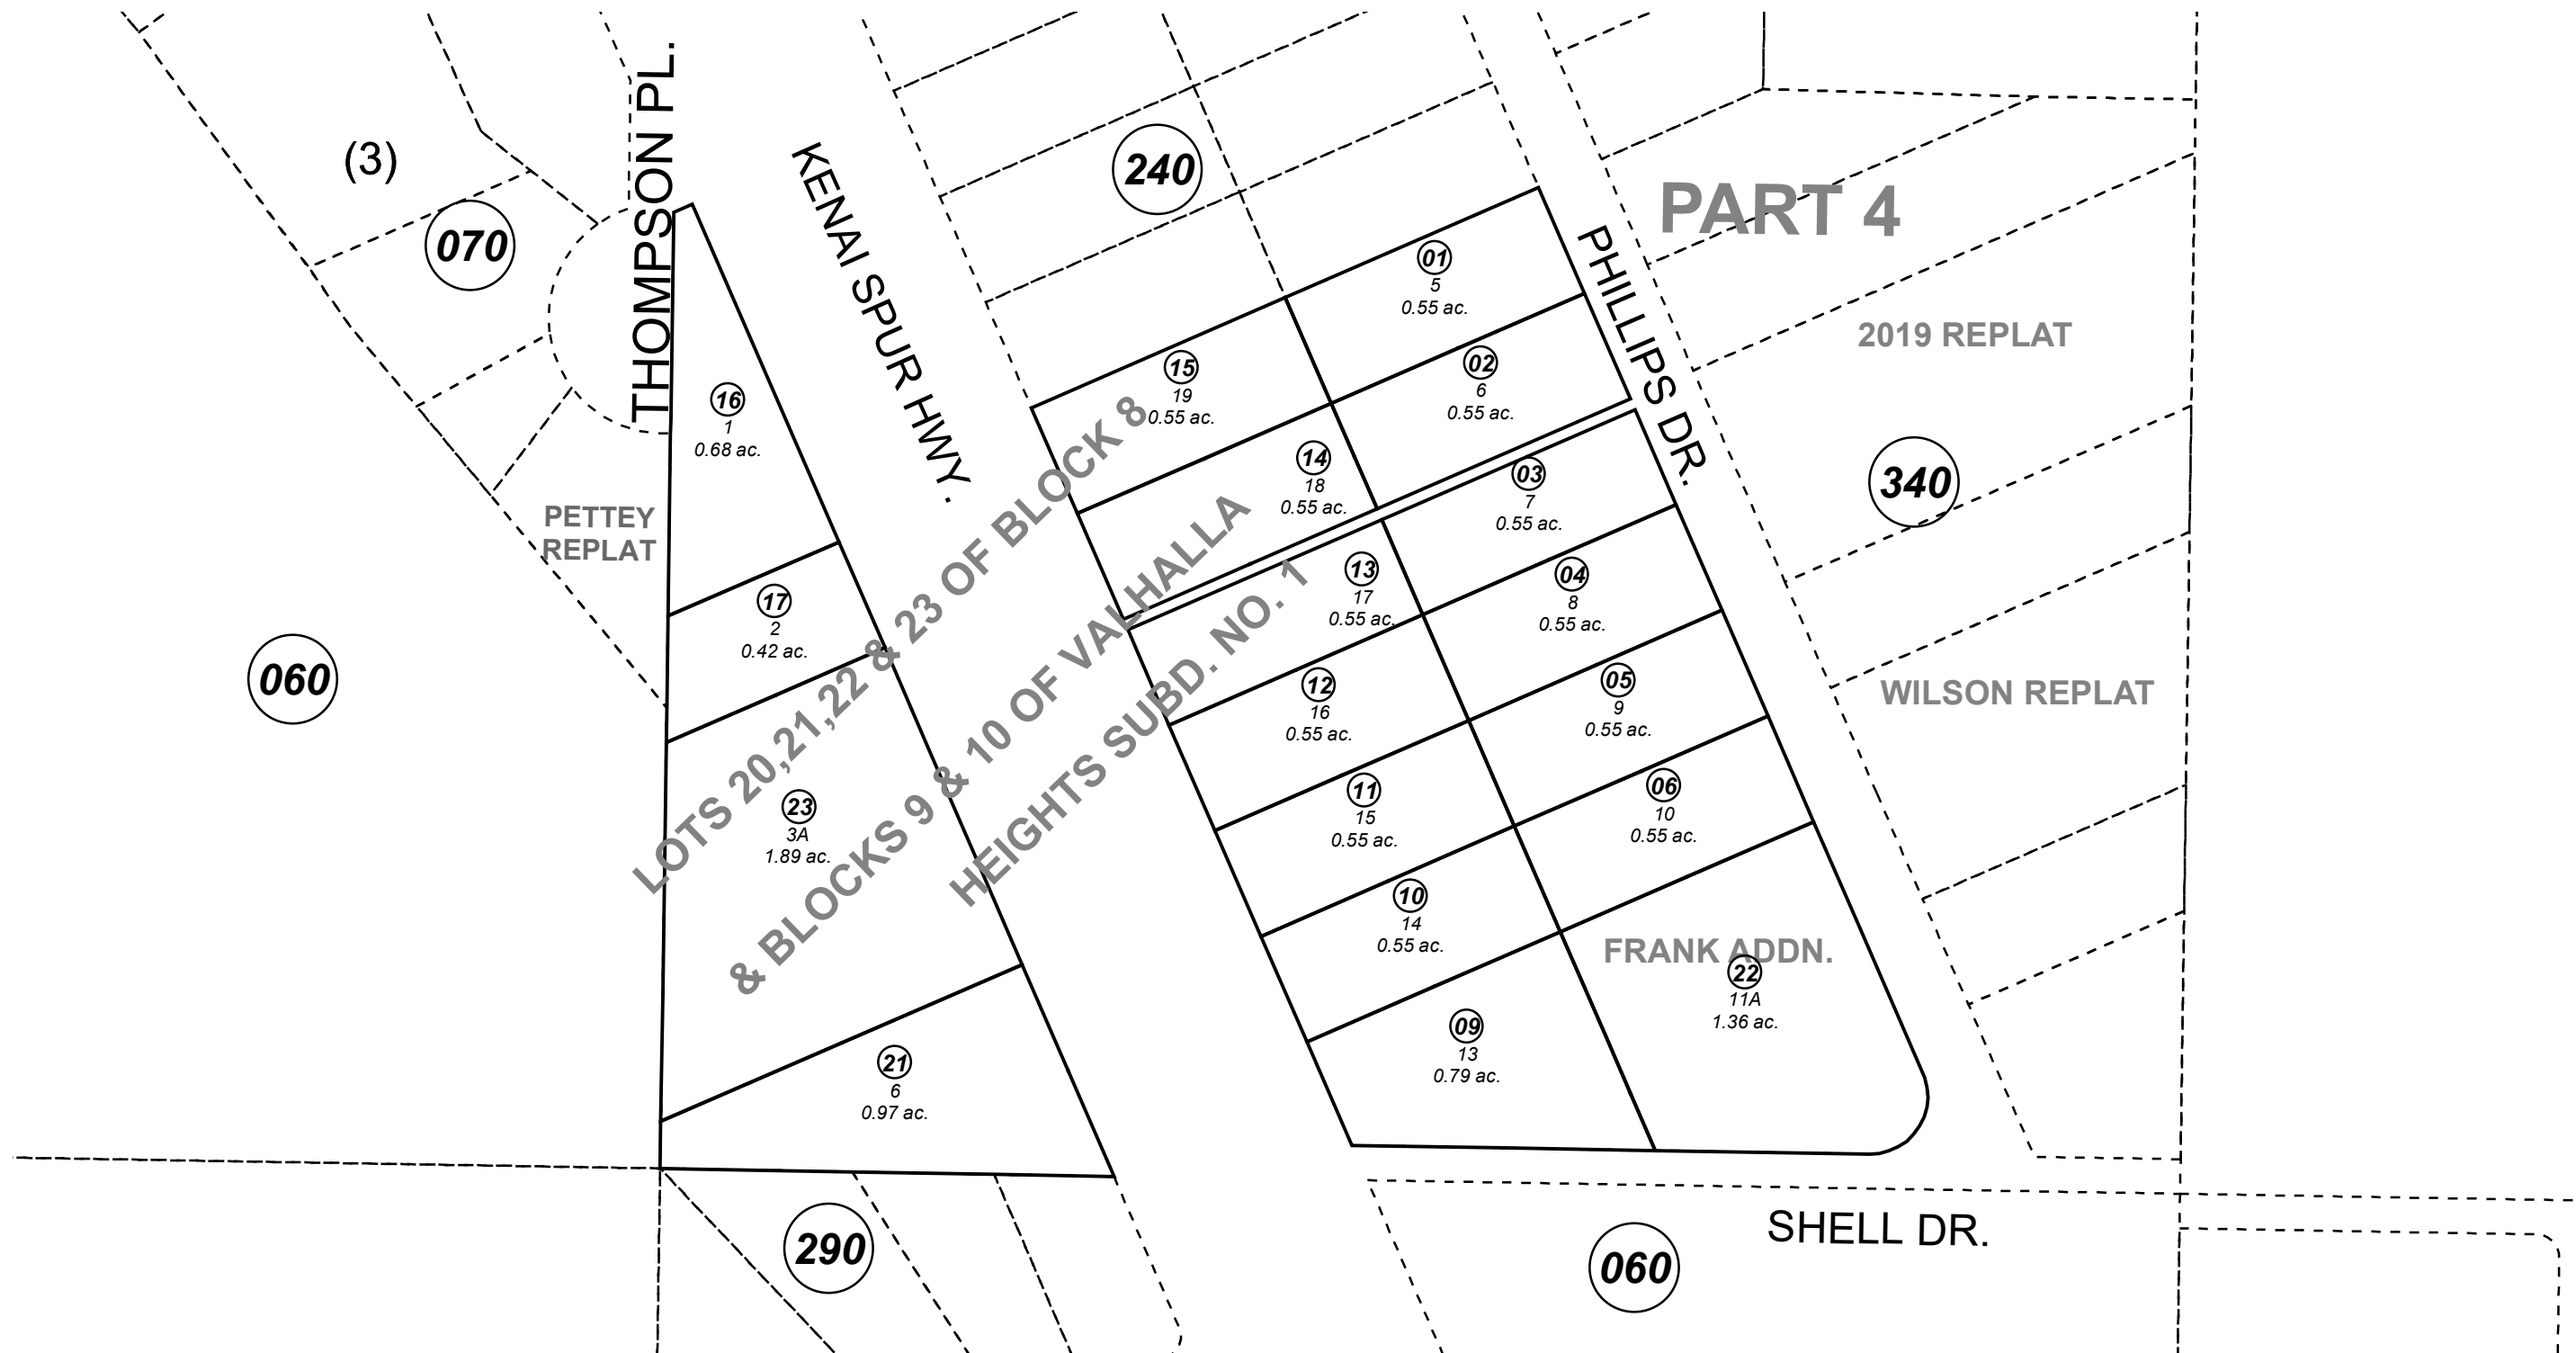 THOMPSON PL.
KENAI SPUR HWY.
PHILLIPS DR.
SHELL DR.
(3)
070
240
PART 4
340
2019 REPLAT
WILSON REPLAT
PETTEY
REPLAT
060
290
060
LOTS 20,21,22 & 23 OF BLOCK 8
& BLOCKS 9 & 10 OF VALHALLA
HEIGHTS SUBD. NO. 1
FRANK ADDN.
01
5
0.55 ac.
02
6
0.55 ac.
15
19
0.55 ac.
14
18
0.55 ac.
03
7
0.55 ac.
13
17
0.55 ac.
04
8
0.55 ac.
12
16
0.55 ac.
05
9
0.55 ac.
11
15
0.55 ac.
06
10
0.55 ac.
10
14
0.55 ac.
22
11A
1.36 ac.
09
13
0.79 ac.
16
1
0.68 ac.
17
2
0.42 ac.
23
3A
1.89 ac.
21
6
0.97 ac.